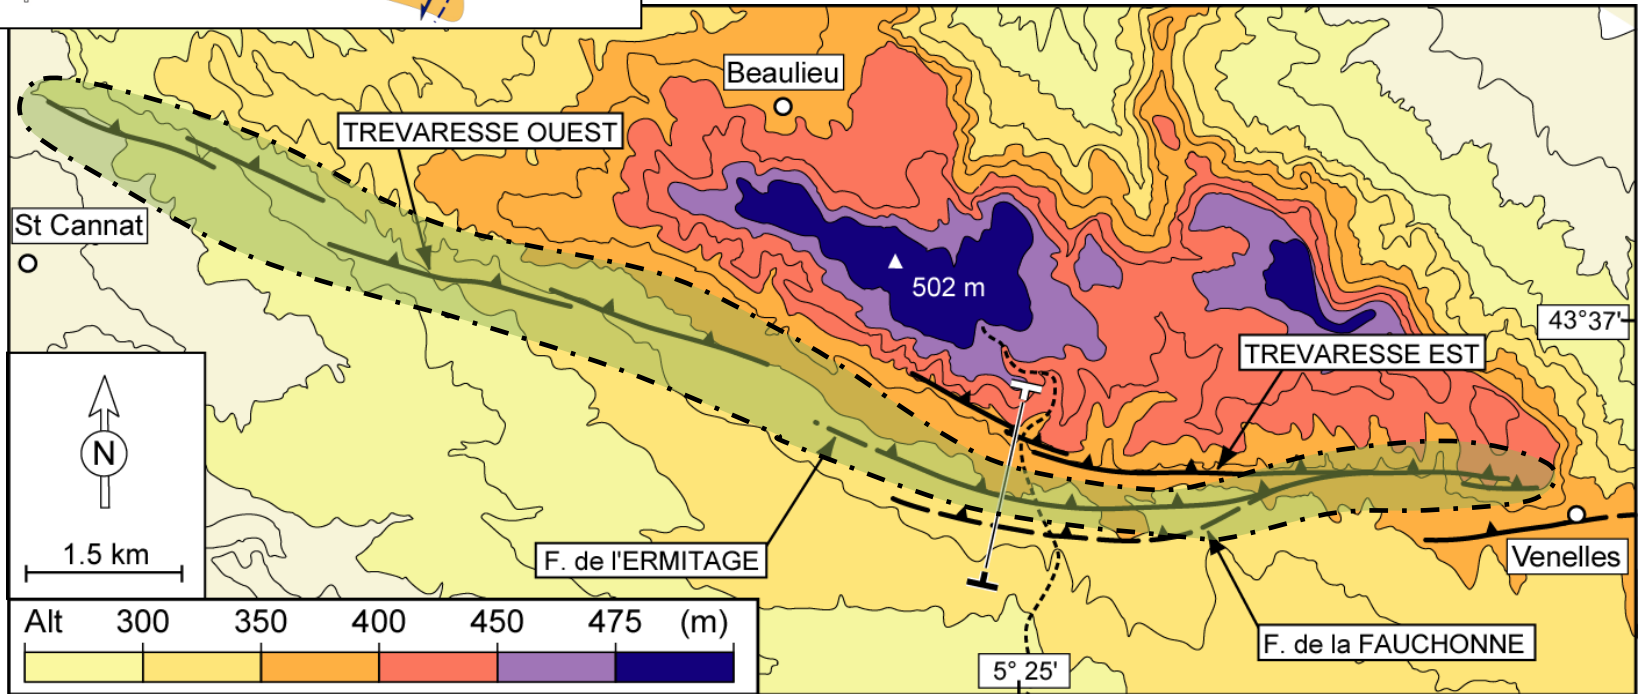 Beaulieu
TREVARESSE OUEST
St Cannat
502 m
43°37'
TREVARESSE EST
N
1.5 km
F. de l'ERMITAGE
Venelles
F. de la FAUCHONNE
5° 25'
Alt 300 350 400 450 475 (m)